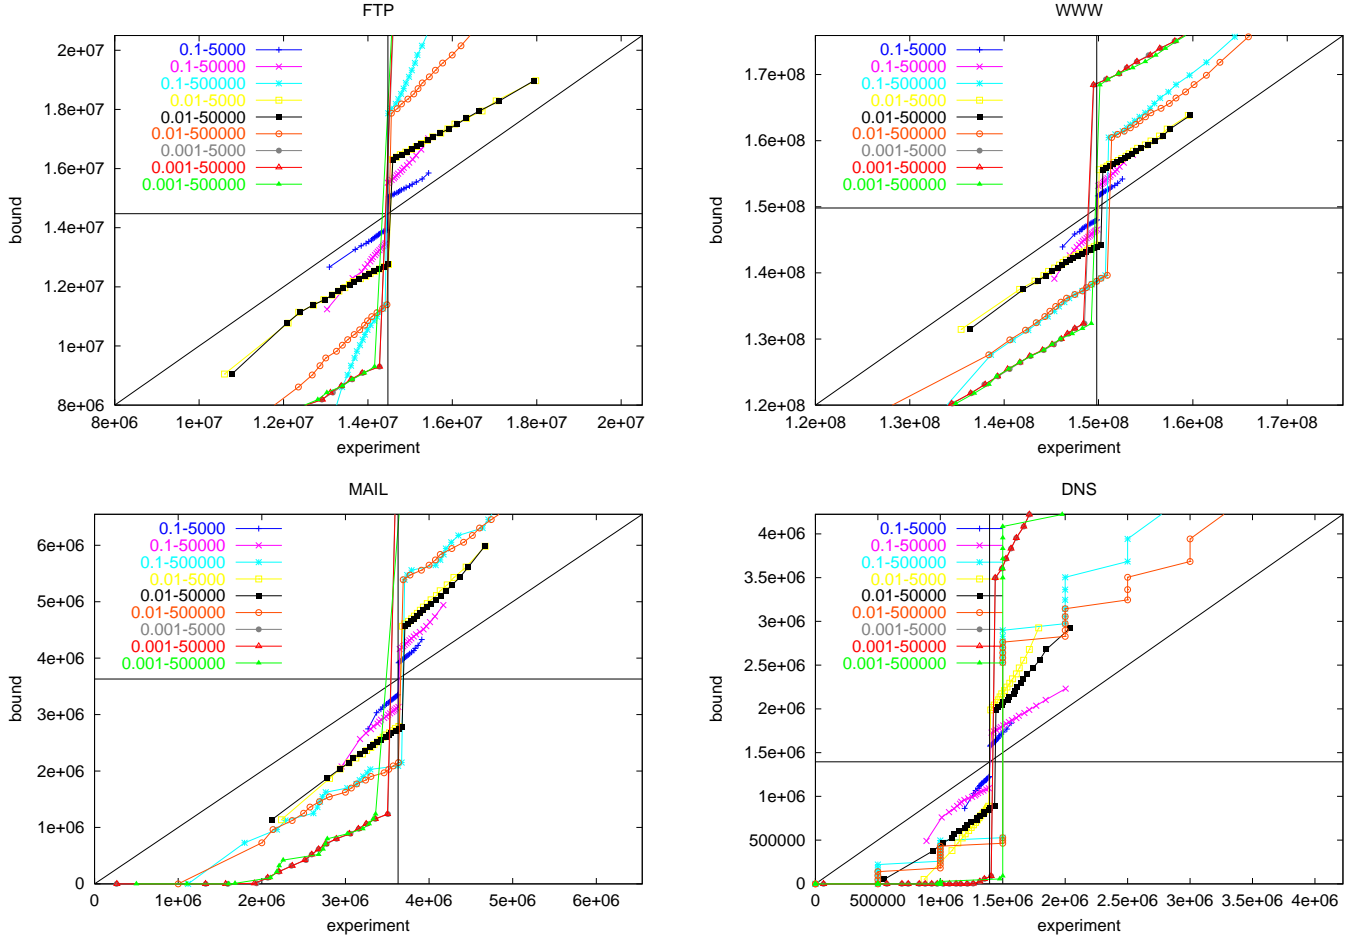 FTP
2e+07
1.8e+07
1.6e+07
1.4e+07
1.2e+07
1e+07
8e+06
bound
0.1-5000
0.1-50000
0.1-500000
0.01-5000
0.01-50000
0.01-500000
0.001-5000
0.001-50000
0.001-500000
8e+06 1e+07 1.2e+07 1.4e+07 1.6e+07 1.8e+07 2e+07
experiment
WWW
1.7e+08
1.6e+08
1.5e+08
1.4e+08
1.3e+08
1.2e+08
bound
0.1-5000
0.1-50000
0.1-500000
0.01-5000
0.01-50000
0.01-500000
0.001-5000
0.001-50000
0.001-500000
1.2e+08 1.3e+08 1.4e+08 1.5e+08 1.6e+08 1.7e+08
experiment
MAIL
6e+06
5e+06
4e+06
3e+06
2e+06
1e+06
0
bound
0.1-5000
0.1-50000
0.1-500000
0.01-5000
0.01-50000
0.01-500000
0.001-5000
0.001-50000
0.001-500000
0 1e+06 2e+06 3e+06 4e+06 5e+06 6e+06
experiment
DNS
4e+06
3.5e+06
3e+06
2.5e+06
2e+06
1.5e+06
1e+06
500000
0
bound
0.1-5000
0.1-50000
0.1-500000
0.01-5000
0.01-50000
0.01-500000
0.001-5000
0.001-50000
0.001-500000
0 500000 1e+06 1.5e+06 2e+06 2.5e+06 3e+06 3.5e+06 4e+06
experiment